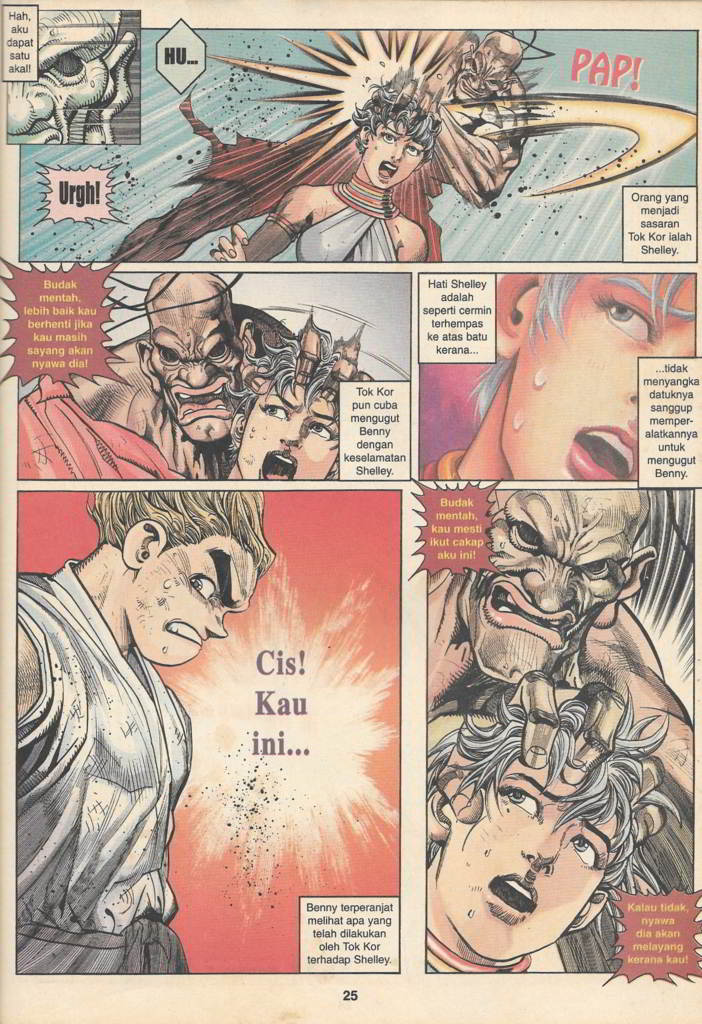 Hah,
aku
dapat
satu
akal!
HU...
PAP!
Urgh!
Orang yang
menjadi
sasaran
Tok Kor ialah
Shelley.
Budak
mentah,
lebih baik kau
berhenti jika
kau masih
sayang akan
nyawa dia!
Tok Kor
pun cuba
mengugut
Benny
dengan
keselamatan
Shelley.
Hati Shelley
adalah
seperti cermin
terhempas
ke atas batu
kerana...
...tidak
menyangka
datuknya
sanggup
memper-
alatkannya
untuk
mengugut
Benny.
Cis!
Kau
ini...
Benny terperanjat
melihat apa yang
telah dilakukan
oleh Tok Kor
terhadap Shelley.
Budak
mentah,
kau mesti
ikut cakap
aku ini!
Kalau tidak,
nyawa
dia akan
melayang
kerana kau!
25